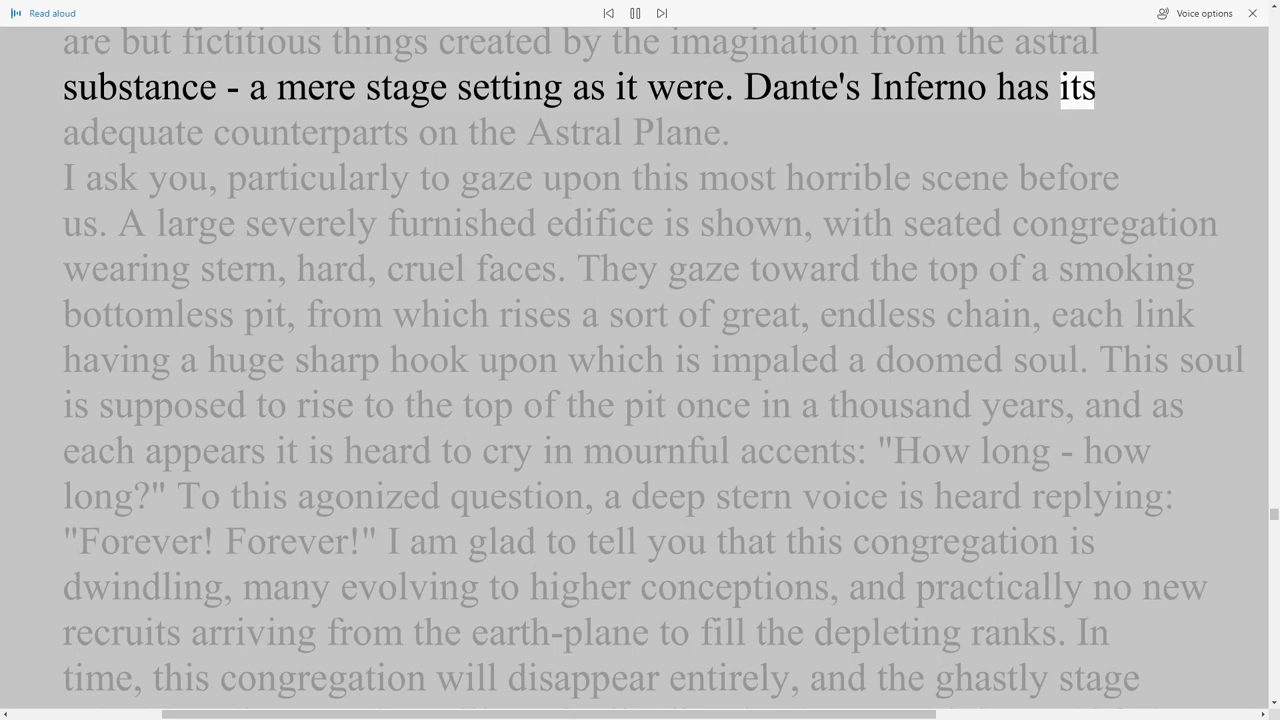 Read aloud
Voice options
are but fictitious things created by the imagination from the astral
substance - a mere stage setting as it were. Dante's Inferno has its
adequate counterparts on the Astral Plane.
I ask you, particularly to gaze upon this most horrible scene before
us. A large severely furnished edifice is shown, with seated congregation
wearing stern, hard, cruel faces. They gaze toward the top of a smoking
bottomless pit, from which rises a sort of great, endless chain, each link
having a huge sharp hook upon which is impaled a doomed soul. This soul
is supposed to rise to the top of the pit once in a thousand years, and as
each appears it is heard to cry in mournful accents: "How long - how
long?" To this agonized question, a deep stern voice is heard replying:
"Forever! Forever!" I am glad to tell you that this congregation is
dwindling, many evolving to higher conceptions, and practically no new
recruits arriving from the earth-plane to fill the depleting ranks. In
time, this congregation will disappear entirely, and the ghastly stage